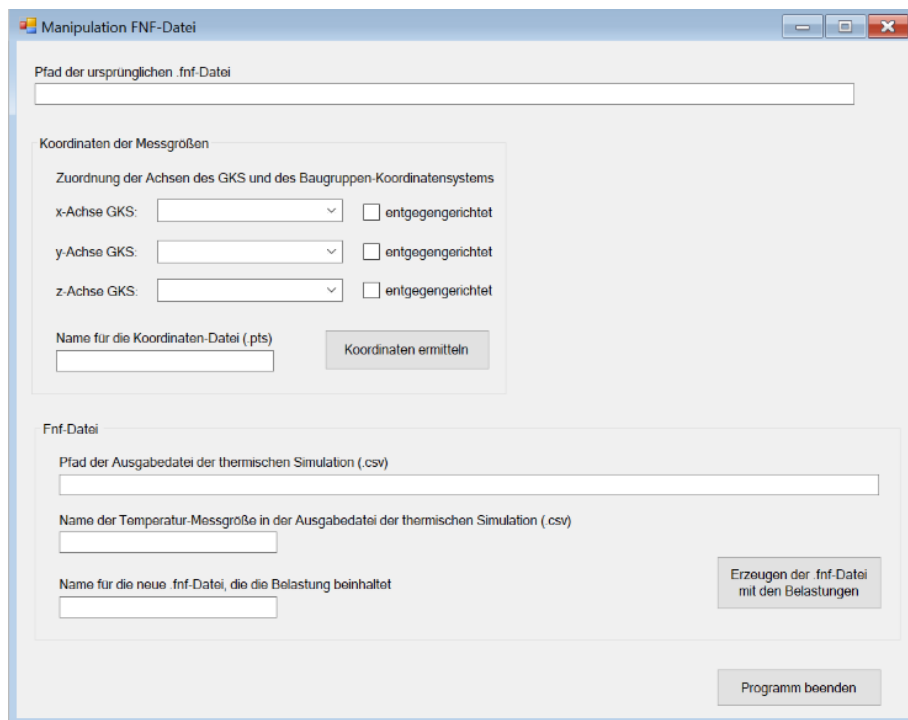 Manipulation FNF-Datei
Pfad der ursprünglichen .fnf-Datei
Koordinaten der Messgrößen
Zuordnung der Achsen des GKS und des Baugruppen-Koordinatensystems
x-Achse GKS: entgegengerichtet
y-Achse GKS: entgegengerichtet
z-Achse GKS: entgegengerichtet
Name für die Koordinaten-Datei (.pts)
Koordinaten ermitteln
Fnf-Datei
Pfad der Ausgabedatei der thermischen Simulation (.csv)
Name der Temperatur-Messgröße in der Ausgabedatei der thermischen Simulation (.csv)
Name für die neue .fnf-Datei, die die Belastung beinhaltet
Erzeugen der .fnf-Datei
mit den Belastungen
Programm beenden